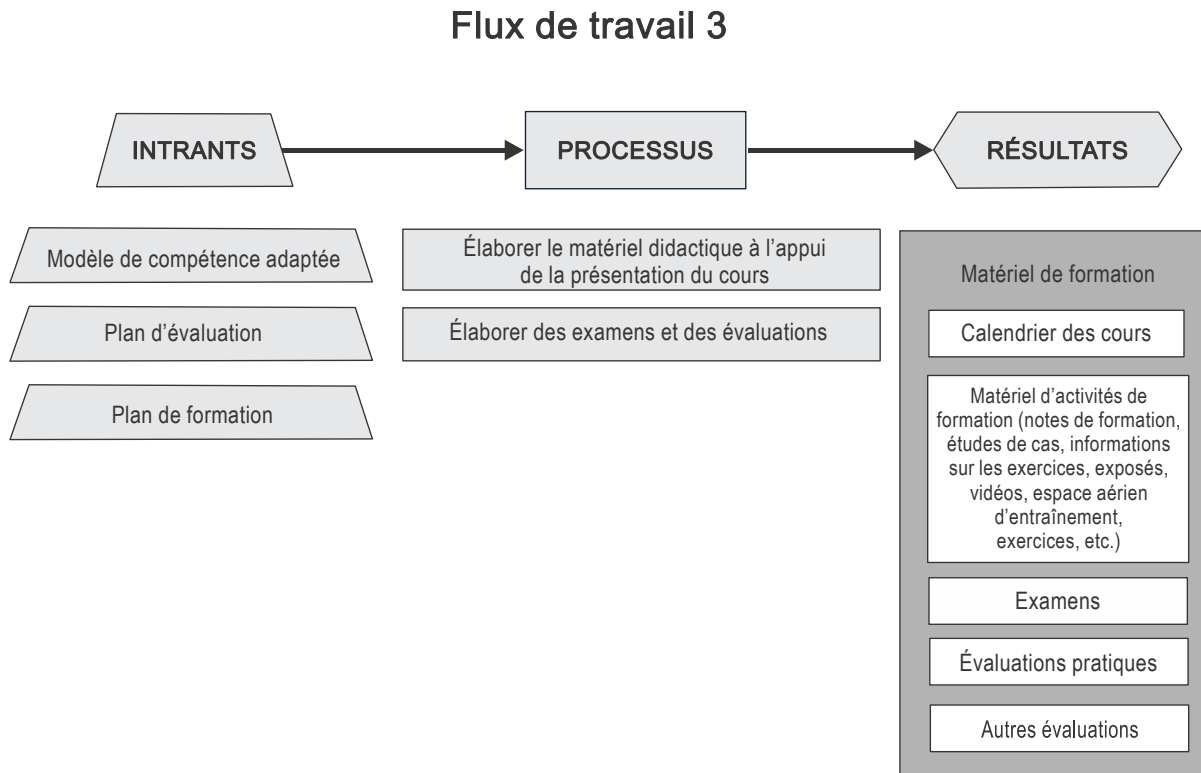 Flux de travail 3
INTRANTS
PROCESSUS
RÉSULTATS
Modèle de compétence adaptée
Plan d’évaluation
Plan de formation
Élaborer le matériel didactique à l’appui
de la présentation du cours
Élaborer des examens et des évaluations
Matériel de formation
Calendrier des cours
Matériel d’activités de
formation (notes de formation,
études de cas, informations
sur les exercices, exposés,
vidéos, espace aérien
d’entraînement,
exercices, etc.)
Examens
Évaluations pratiques
Autres évaluations